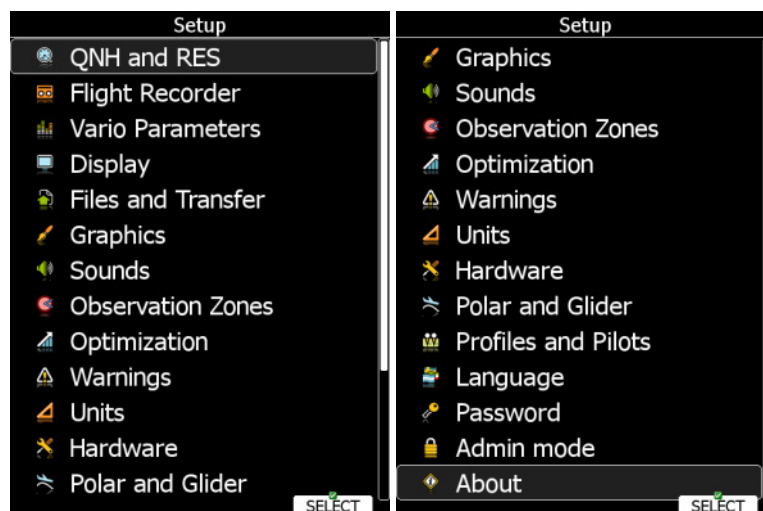 Setup
QNH and RES
Flight Recorder
Vario Parameters
Display
Files and Transfer
Graphics
Sounds
Observation Zones
Optimization
Warnings
Units
Hardware
Polar and Glider
SELECT
Setup
Graphics
Sounds
Observation Zones
Optimization
Warnings
Units
Hardware
Polar and Glider
Profiles and Pilots
Language
Password
Admin mode
About
SELECT